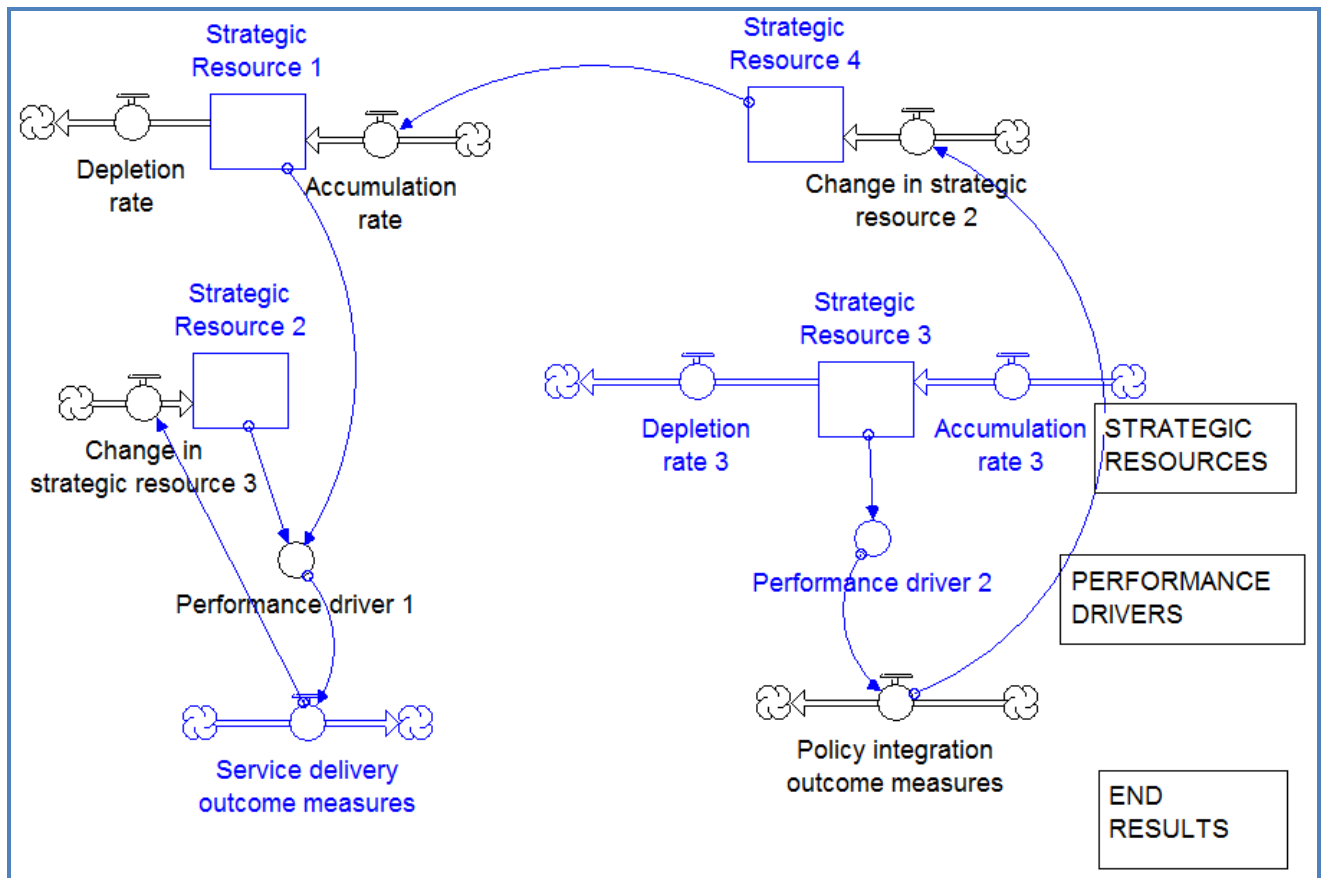 Strategic
Resource 1
Strategic
Resource 4
Depletion
rate
Accumulation
rate
Change in strategic
resource 2
Strategic
Resource 2
Strategic
Resource 3
Change in
strategic resource 3
Depletion
rate 3
Accumulation
rate 3
STRATEGIC
RESOURCES
Performance driver 1
Performance driver 2
PERFORMANCE
DRIVERS
Service delivery
outcome measures
Policy integration
outcome measures
END
RESULTS